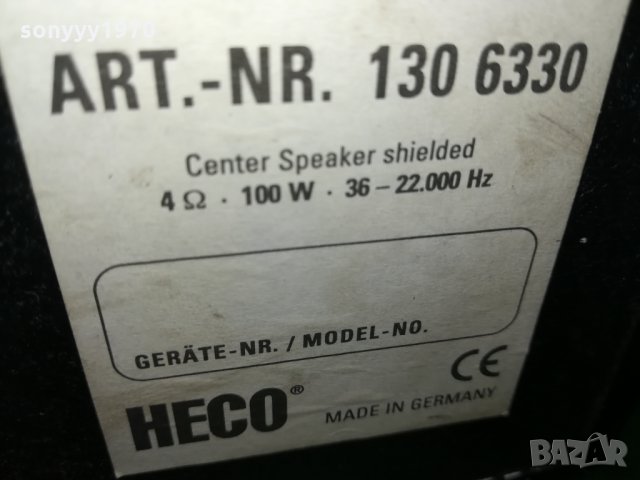 sonyyy1970
ART.-NR. 130 6330
Center Speaker shielded
4 Ω · 100 W · 36 – 22.000 Hz
GERÄTE-NR. / MODEL-NO.
CE
HECO® MADE IN GERMANY
BAZAR